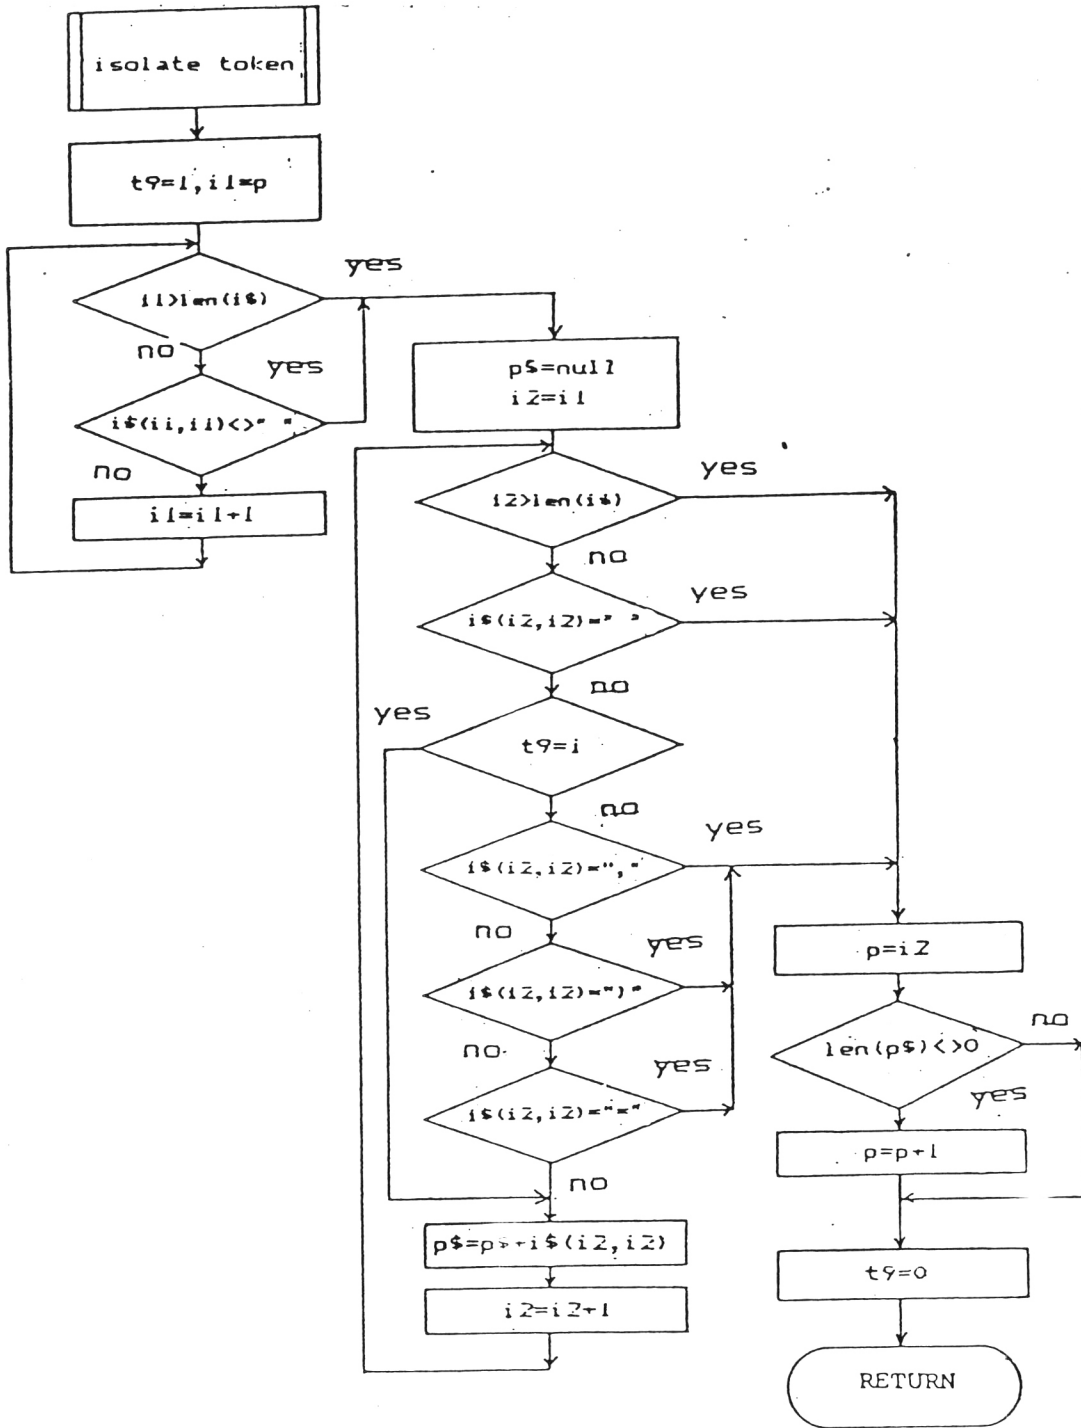 isolate token
t9=1,i1=p
i1>len(i$)
yes
no
yes
i$(i1,i1)<>" "
no
i1=i1+1
p$=null
i2=i1
i2>len(i$)
yes
no
i$(i2,i2)=" "
yes
no
yes
t9=1
no
i$(i2,i2)=","
yes
no
i$(i2,i2)=")"
yes
no
i$(i2,i2)="="
yes
no
p$=p$+i$(i2,i2)
i2=i2+1
p=i2
len(p$)<>0
no
yes
p=p+1
t9=0
RETURN